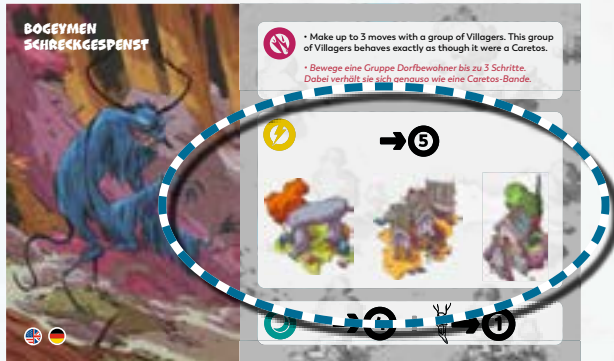 BOGEYMEN
SCHRECKGESPENST
• Make up to 3 moves with a group of Villagers. This group
of Villagers behaves exactly as though it were a Caretos.
• Bewege eine Gruppe Dorfbewohner bis zu 3 Schritte.
Dabei verhält sie sich genauso wie eine Caretos-Bande.
5
1